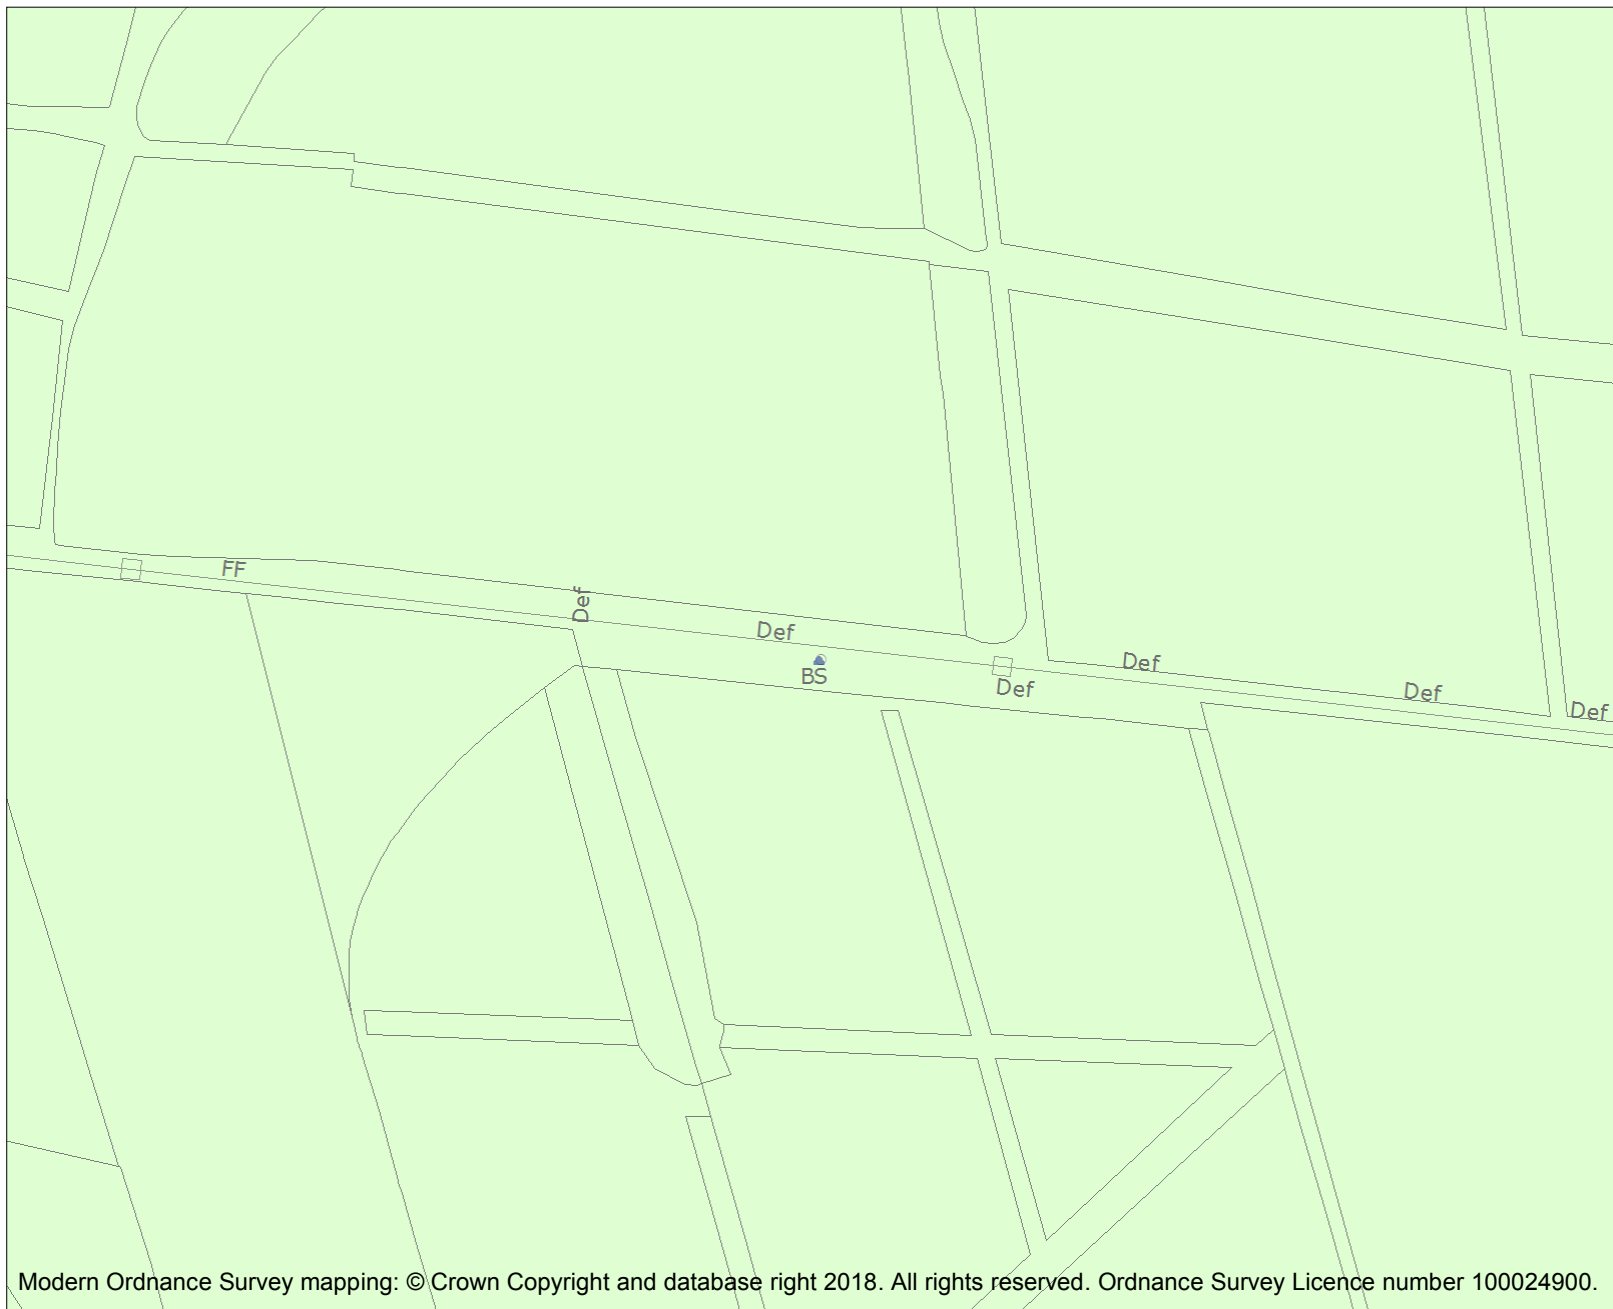 FF
Def
Def
BS
Def
Def
Def
Def
Modern Ordnance Survey mapping: © Crown Copyright and database right 2018. All rights reserved. Ordnance Survey Licence number 100024900.